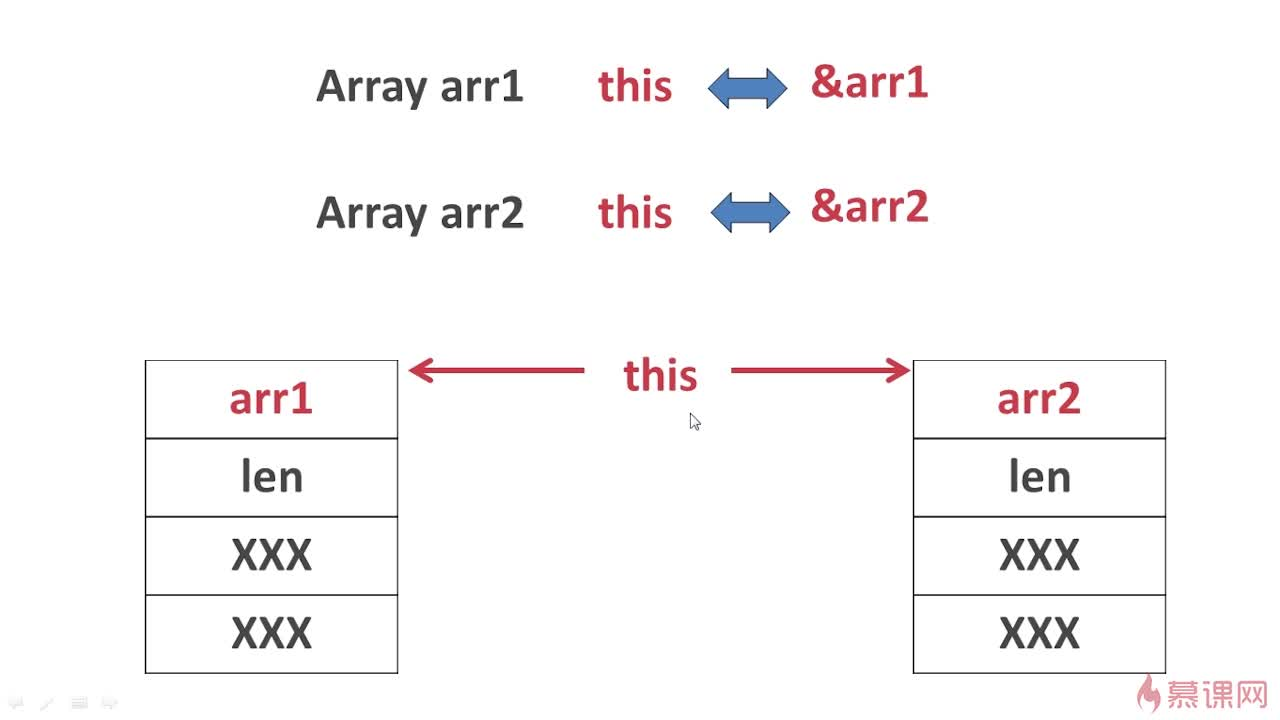 Array arr1 this &arr1
Array arr2 this &arr2
this
arr1
len
XXX
XXX
arr2
len
XXX
XXX
慕课网